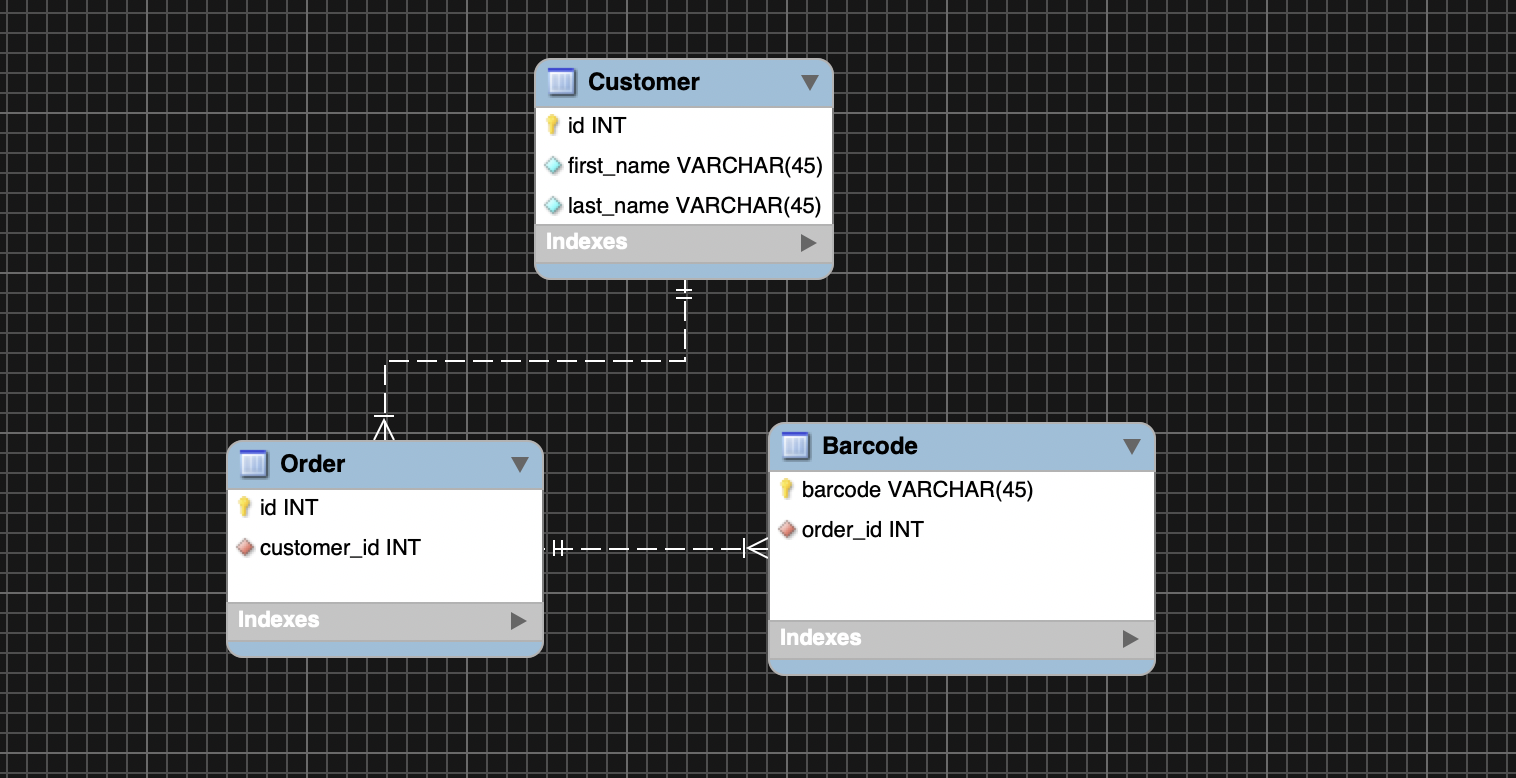 Customer
id INT
first_name VARCHAR(45)
last_name VARCHAR(45)
Indexes
Order
id INT
customer_id INT
Indexes
Barcode
barcode VARCHAR(45)
order_id INT
Indexes